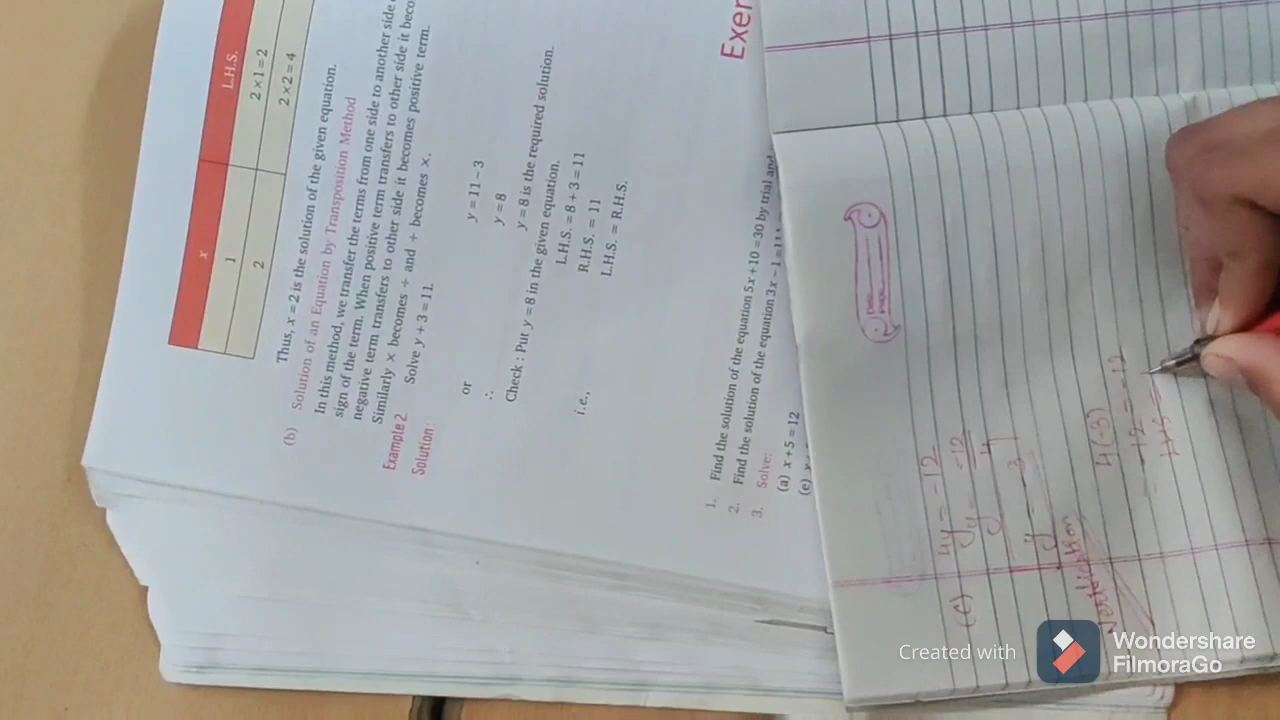 x L.H.S.
1 2 × 1 = 2
2 2 × 2 = 4
Thus, x = 2 is the solution of the given equation.
(b) Solution of an Equation by Transposition Method
In this method, we transfer the terms from one side to another side
sign of the term. When positive term transfers to other side it beco
negative term transfers to other side it becomes positive term.
Similarly × becomes ÷ and ÷ becomes ×.
Example 2 Solve y + 3 = 11.
Solution:
y = 11 - 3
or y = 8
∴ y = 8 is the required solution.
Check : Put y = 8 in the given equation.
L.H.S. = 8 + 3 = 11
R.H.S. = 11
i.e., L.H.S. = R.H.S.
Exer
1. Find the solution of the equation 5x + 10 = 30 by trial and
2. Find the solution of the equation 3x - 1 =
3. Solve:
(a) x + 5 = 12
(e)
(C) 4y = -12
y = -12
4
y = -3
Verification
4(-3)
-12 = -12
LHS =
Created with
Wondershare
FilmoraGo